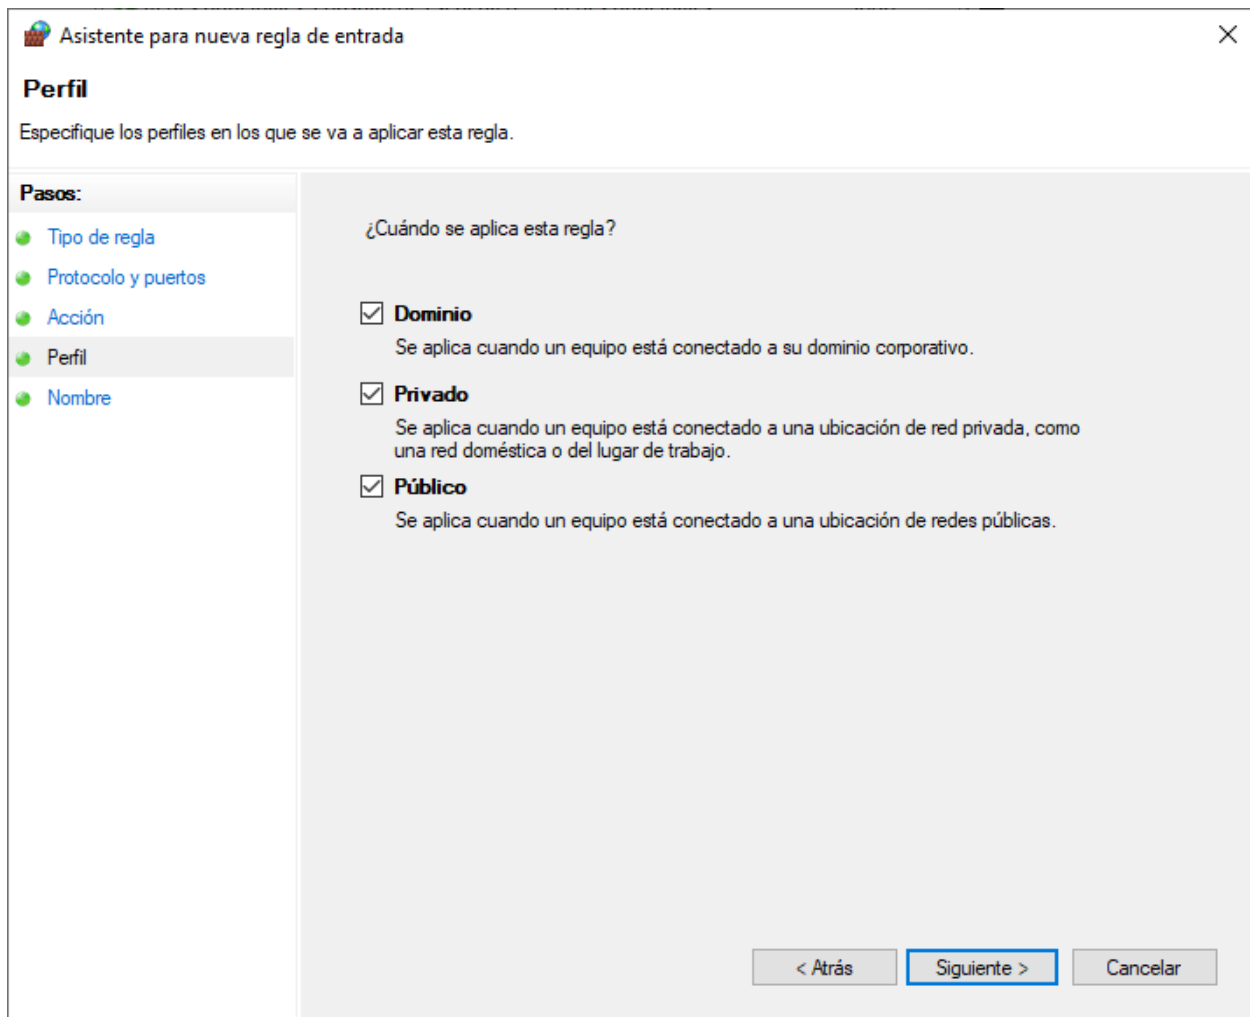 Asistente para nueva regla de entrada
Perfil
Especifique los perfiles en los que se va a aplicar esta regla.
Pasos:
Tipo de regla
Protocolo y puertos
Acción
Perfil
Nombre
¿Cuándo se aplica esta regla?
Dominio
Se aplica cuando un equipo está conectado a su dominio corporativo.
Privado
Se aplica cuando un equipo está conectado a una ubicación de red privada, como
una red doméstica o del lugar de trabajo.
Público
Se aplica cuando un equipo está conectado a una ubicación de redes públicas.
< Atrás
Siguiente >
Cancelar